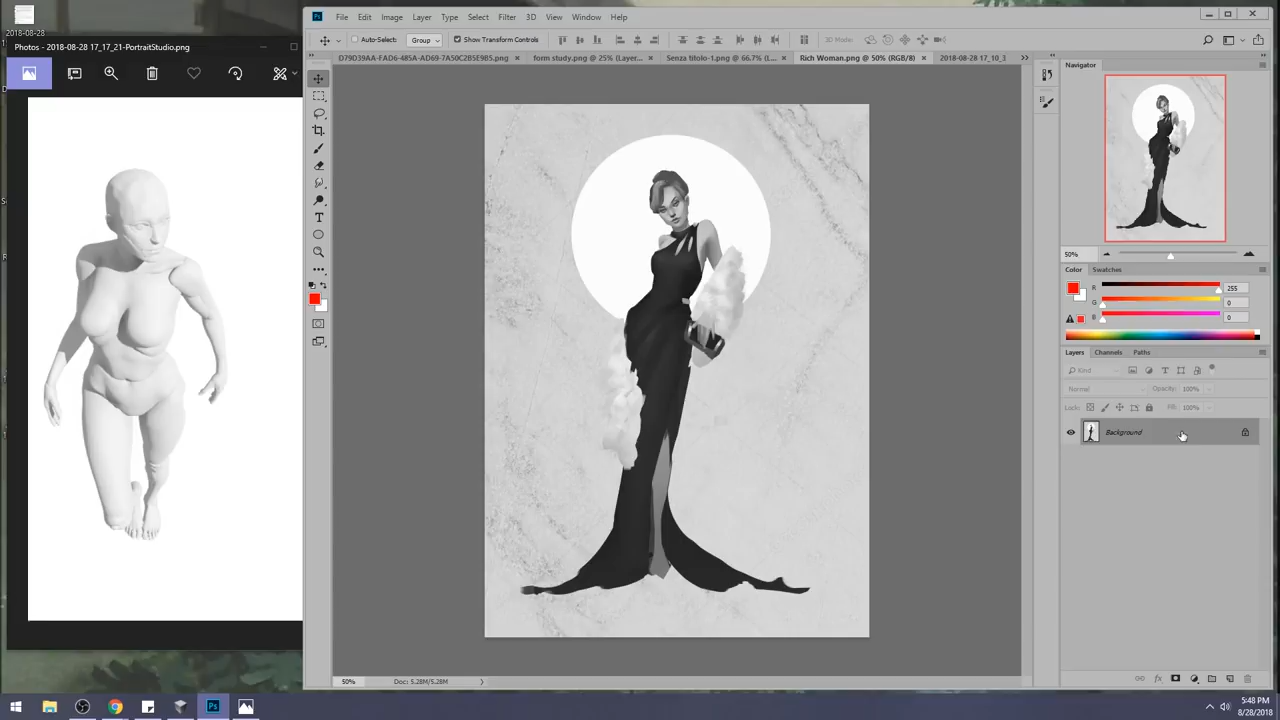 2018-08-28
Photos - 2018-08-28 17_17_21-PortraitStudio.png
Ps
File Edit Image Layer Type Select Filter 3D View Window Help
Auto-Select: Group Show Transform Controls 3D Mode:
D79D39AA-FAD6-485A-AD69-7A50C2B5E9B5.png form study.png @ 25% (Layer... Senza titolo-1.png @ 66.7% (L... Rich Woman.png @ 50% (RGB/8) 2018-08-28 17_10_3
Navigator
50%
Color Swatches
R 255
G 0
B 0
Layers Channels Paths
Kind
Normal Opacity: 100%
Lock: Fill: 100%
Background
50% Doc: 5.28M/5.28M
Ps
5:48 PM
8/28/2018